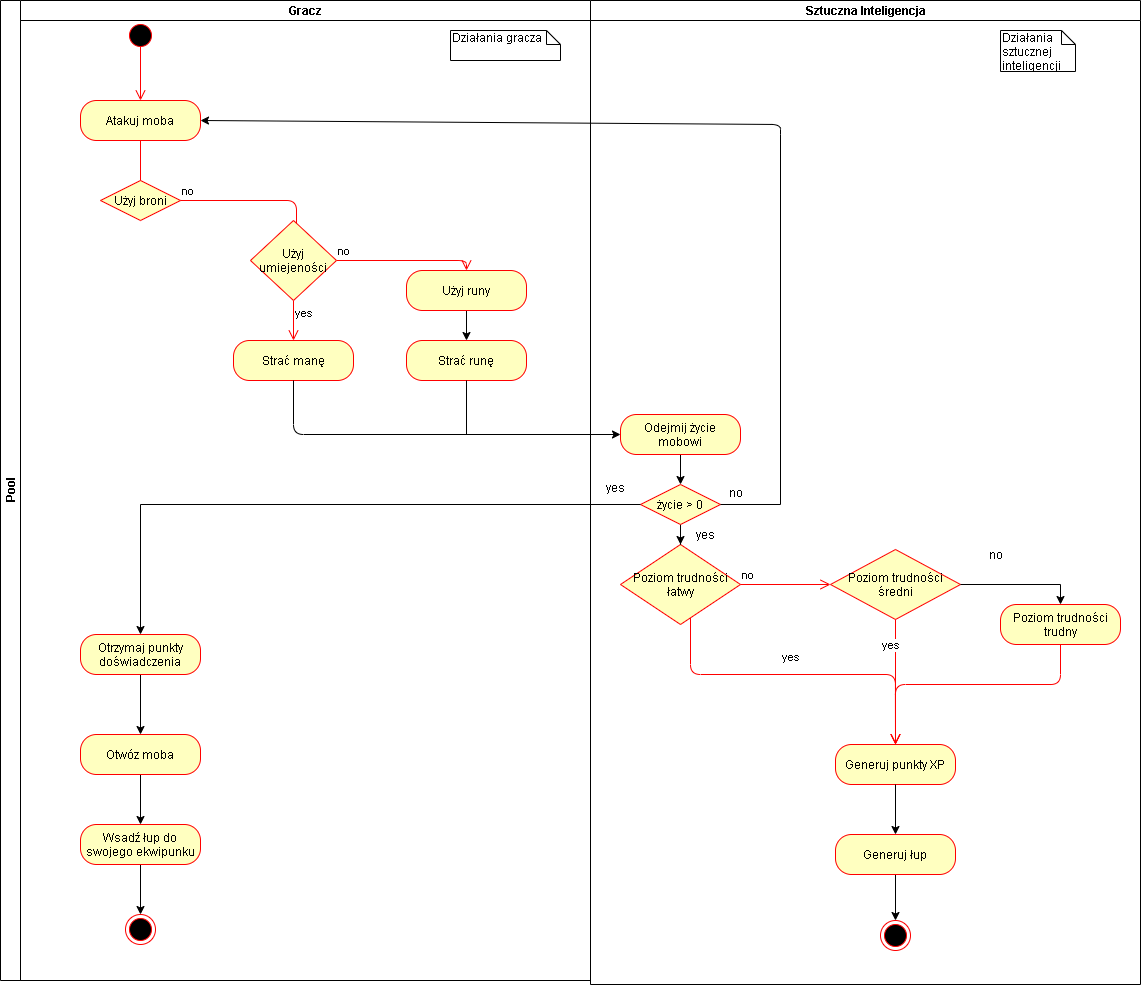 Gracz
Sztuczna Inteligencja
Pool
Działania gracza
Działania
sztucznej
inteligencji
Atakuj moba
Użyj broni
no
Użyj
umiejeności
no
yes
Użyj runy
Strać manę
Strać runę
Odejmij życie
mobowi
yes
życie > 0
no
yes
Poziom trudności
łatwy
no
Poziom trudności
średni
no
Poziom trudności
trudny
yes
yes
Otrzymaj punkty
doświadczenia
Otwóz moba
Generuj punkty XP
Wsadź łup do
swojego ekwipunku
Generuj łup